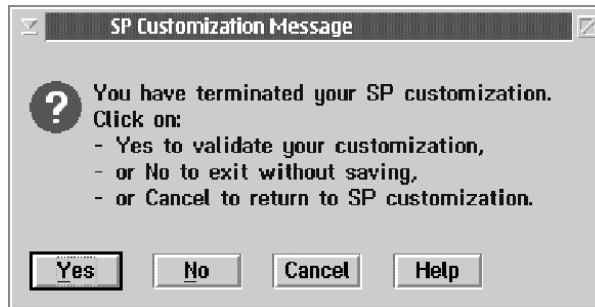 SP Customization Message
?
You have terminated your SP customization.
Click on:
- Yes to validate your customization,
- or No to exit without saving,
- or Cancel to return to SP customization.
Yes No Cancel Help